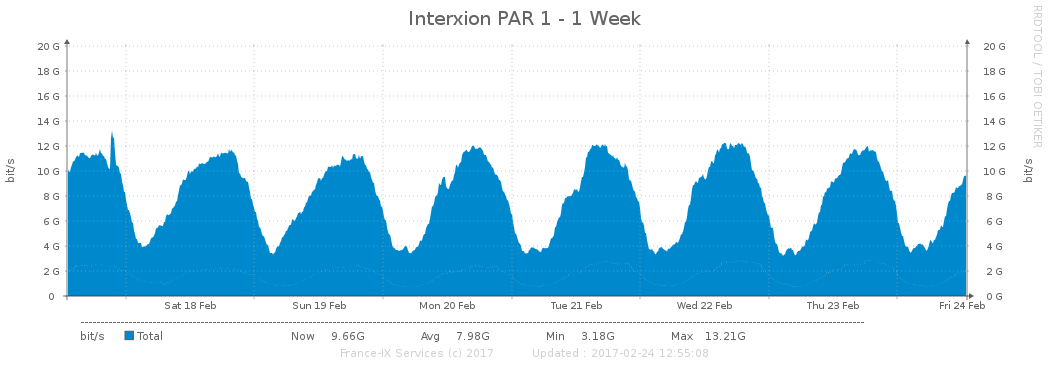 Interxion PAR 1 - 1 Week
RRDTOOL / TOBI OETIKER
bit/s
20 G 20 G
18 G 18 G
16 G 16 G
14 G 14 G
12 G 12 G
10 G 10 G
8 G 8 G
6 G 6 G
4 G 4 G
2 G 2 G
0 0 G
bit/s
Sat 18 Feb Sun 19 Feb Mon 20 Feb Tue 21 Feb Wed 22 Feb Thu 23 Feb Fri 24 Feb
bit/s Total Now 9.66G Avg 7.98G Min 3.18G Max 13.21G
France-IX Services (c) 2017 Updated : 2017-02-24 12:55:08